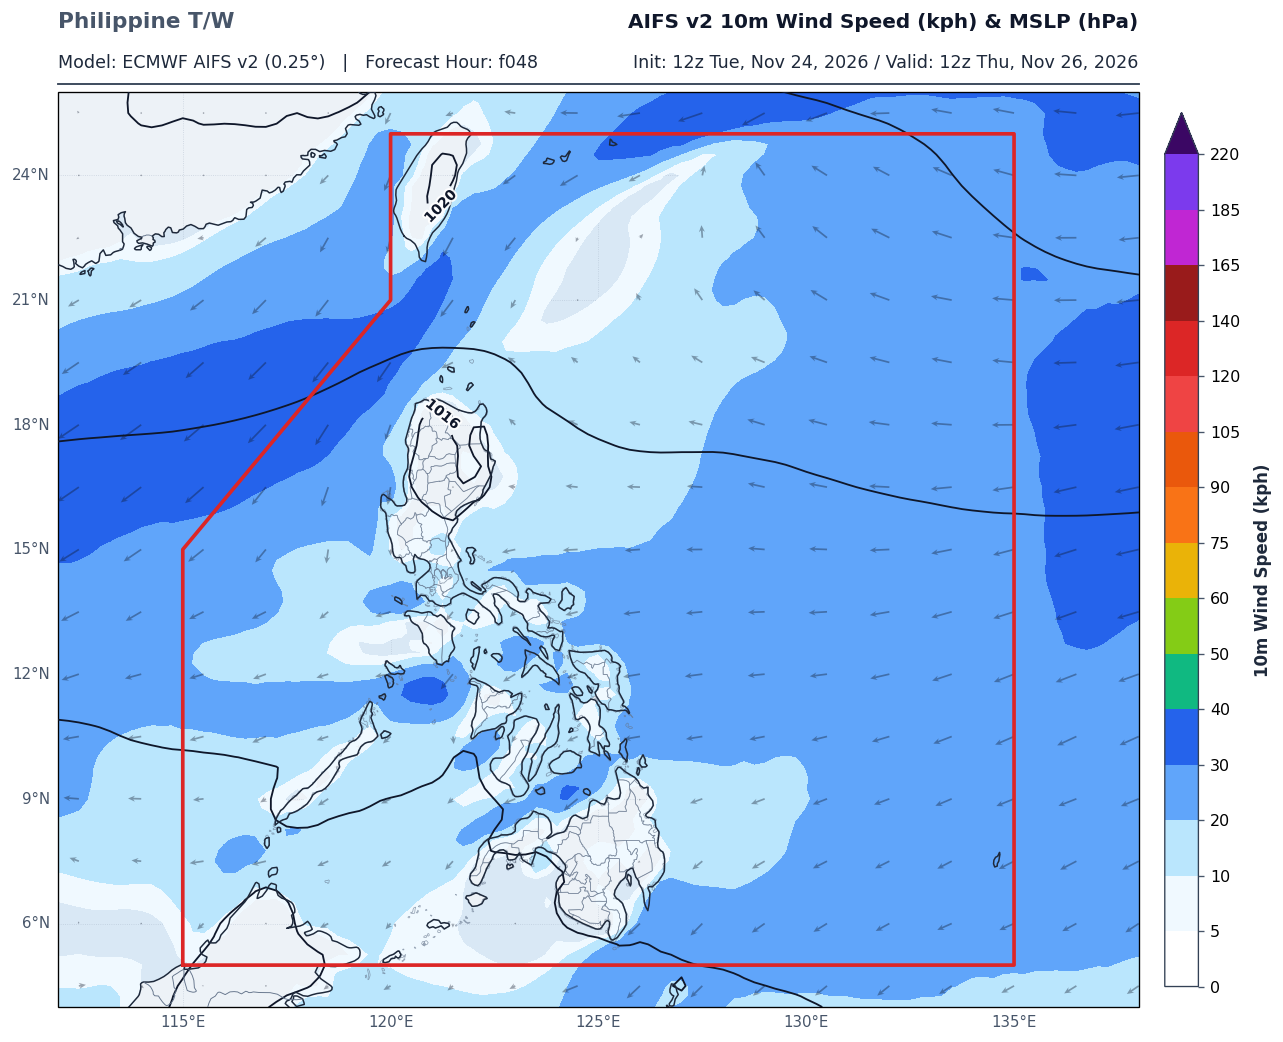 Philippine T/W
AIFS v2 10m Wind Speed (kph) & MSLP (hPa)
Model: ECMWF AIFS v2 (0.25°) | Forecast Hour: f048
Init: 12z Tue, Nov 24, 2026 / Valid: 12z Thu, Nov 26, 2026
24°N
21°N
18°N
15°N
12°N
9°N
6°N
115°E
120°E
125°E
130°E
135°E
1020
1016
220
185
165
140
120
105
90
75
60
50
40
30
20
10
5
0
10m Wind Speed (kph)